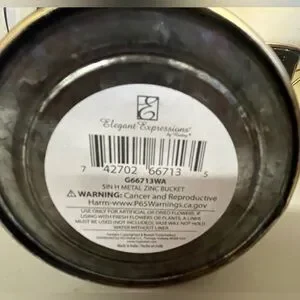 E
Elegant Expressions
by Hosley®
7 42702 66713 5
G66713WA
5IN H METAL ZINC BUCKET
⚠WARNING: Cancer and Reproductive
Harm-www.P65Warnings.ca.gov
USE ONLY FOR ARTIFICIAL OR DRIED FLOWERS. IF
USING WITH FRESH FLOWERS OR PLANTS, A LINER
MUST BE USED (NOT INCLUDED). VASE WILL NOT HOLD
WATER WITHOUT LINER.